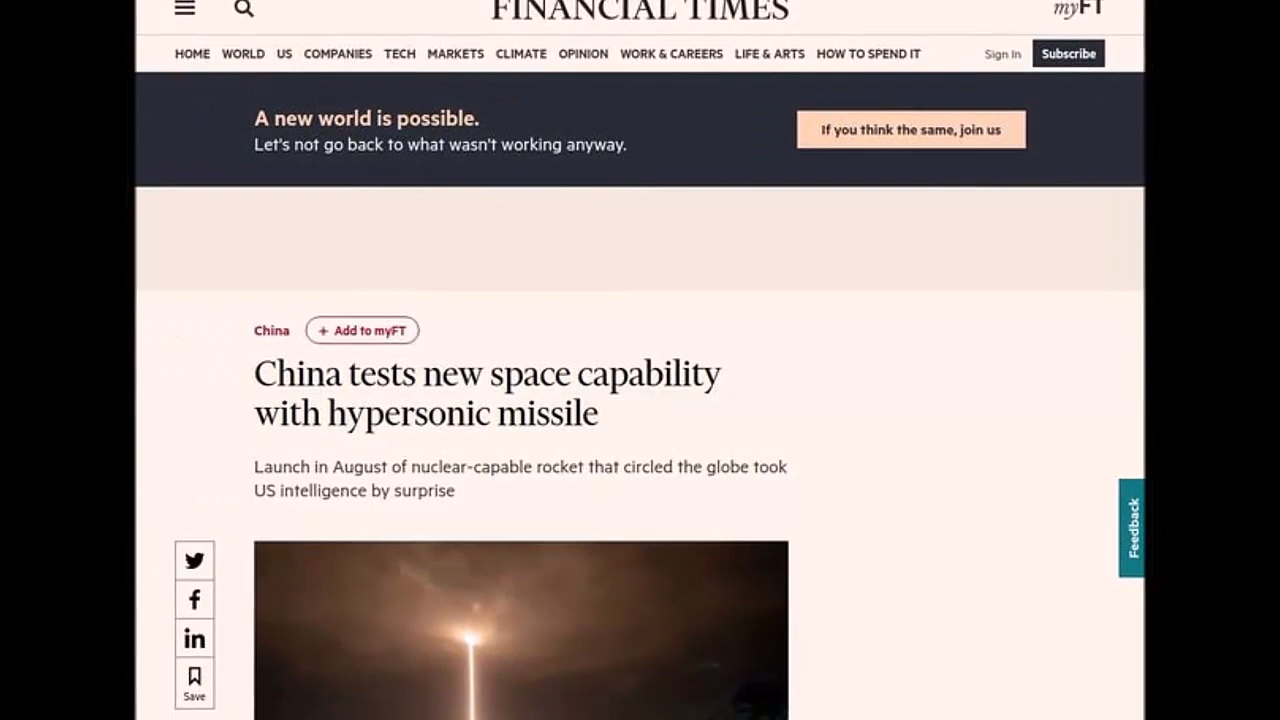 FINANCIAL TIMES
myFT
HOME WORLD US COMPANIES TECH MARKETS CLIMATE OPINION WORK & CAREERS LIFE & ARTS HOW TO SPEND IT Sign In Subscribe
A new world is possible.
Let's not go back to what wasn't working anyway.
If you think the same, join us
China + Add to myFT
China tests new space capability
with hypersonic missile
Launch in August of nuclear-capable rocket that circled the globe took
US intelligence by surprise
Feedback
f
in
Save